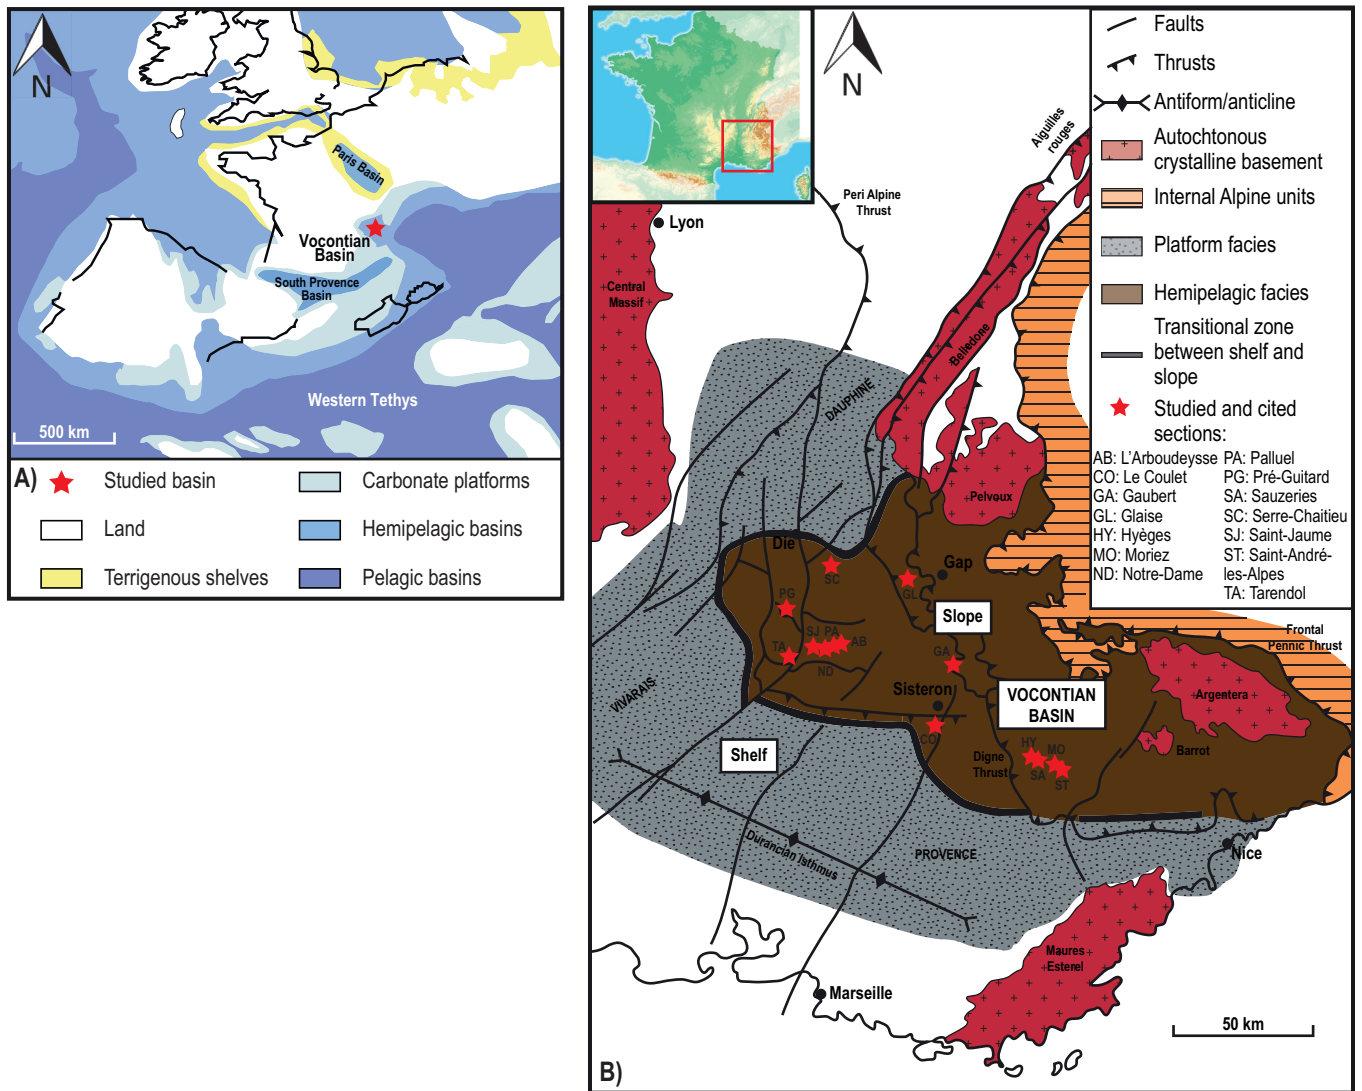 N
Paris Basin
Vocontian
Basin
South Provence
Basin
Western Tethys
500 km
A)
Studied basin
Carbonate platforms
Land
Hemipelagic basins
Terrigenous shelves
Pelagic basins
N
Faults
Thrusts
Antiform/anticline
Autochtonous
crystalline basement
Internal Alpine units
Platform facies
Hemipelagic facies
Transitional zone
between shelf and
slope
Studied and cited
sections:
AB: L'Arboudeysse
CO: Le Coulet
GA: Gaubert
GL: Glaise
HY: Hyèges
MO: Moriez
ND: Notre-Dame
PA: Palluel
PG: Pré-Guitard
SA: Sauzeries
SC: Serre-Chaitieu
SJ: Saint-Jaume
ST: Saint-André-
les-Alpes
TA: Tarendol
Aiguilles
rouges
Peri Alpine
Thrust
Lyon
Central
Massif
Belledone
DAUPHINÉ
Pelvoux
Die
SC
Gap
GL
PG
Slope
SJ
PA
AB
TA
ND
GA
Frontal
Pennic Thrust
VIVARAIS
Sisteron
VOCONTIAN
BASIN
Argentera
CO
Shelf
Digne
Thrust
HY
MO
SA
ST
Barrot
Durancian Isthmus
PROVENCE
Nice
Maures
Esterel
Marseille
50 km
B)